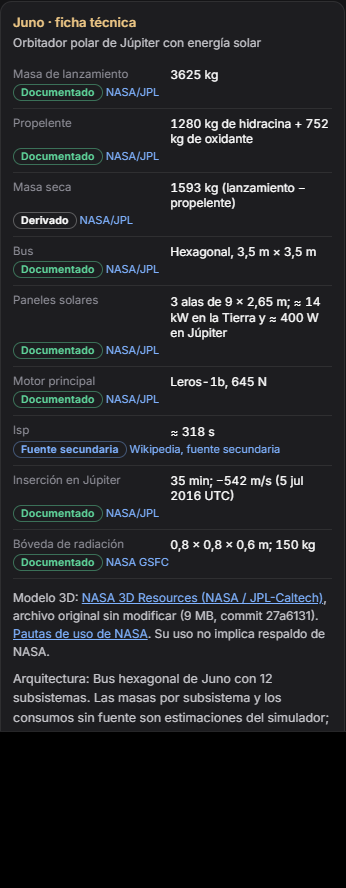 Juno · ficha técnica
Orbitador polar de Júpiter con energía solar
Masa de lanzamiento 3625 kg
Documentado NASA/JPL
Propelente 1280 kg de hidracina + 752
kg de oxidante
Documentado NASA/JPL
Masa seca 1593 kg (lanzamiento −
propelente)
Derivado NASA/JPL
Bus Hexagonal, 3,5 m × 3,5 m
Documentado NASA/JPL
Paneles solares 3 alas de 9 × 2,65 m; ≈ 14
kW en la Tierra y ≈ 400 W
en Júpiter
Documentado NASA/JPL
Motor principal Leros-1b, 645 N
Documentado NASA/JPL
Isp ≈ 318 s
Fuente secundaria Wikipedia, fuente secundaria
Inserción en Júpiter 35 min; −542 m/s (5 jul
2016 UTC)
Documentado NASA/JPL
Bóveda de radiación 0,8 × 0,8 × 0,6 m; 150 kg
Documentado NASA GSFC
Modelo 3D: NASA 3D Resources (NASA / JPL-Caltech),
archivo original sin modificar (9 MB, commit 27a6131).
Pautas de uso de NASA. Su uso no implica respaldo de
NASA.
Arquitectura: Bus hexagonal de Juno con 12
subsistemas. Las masas por subsistema y los
consumos sin fuente son estimaciones del simulador;